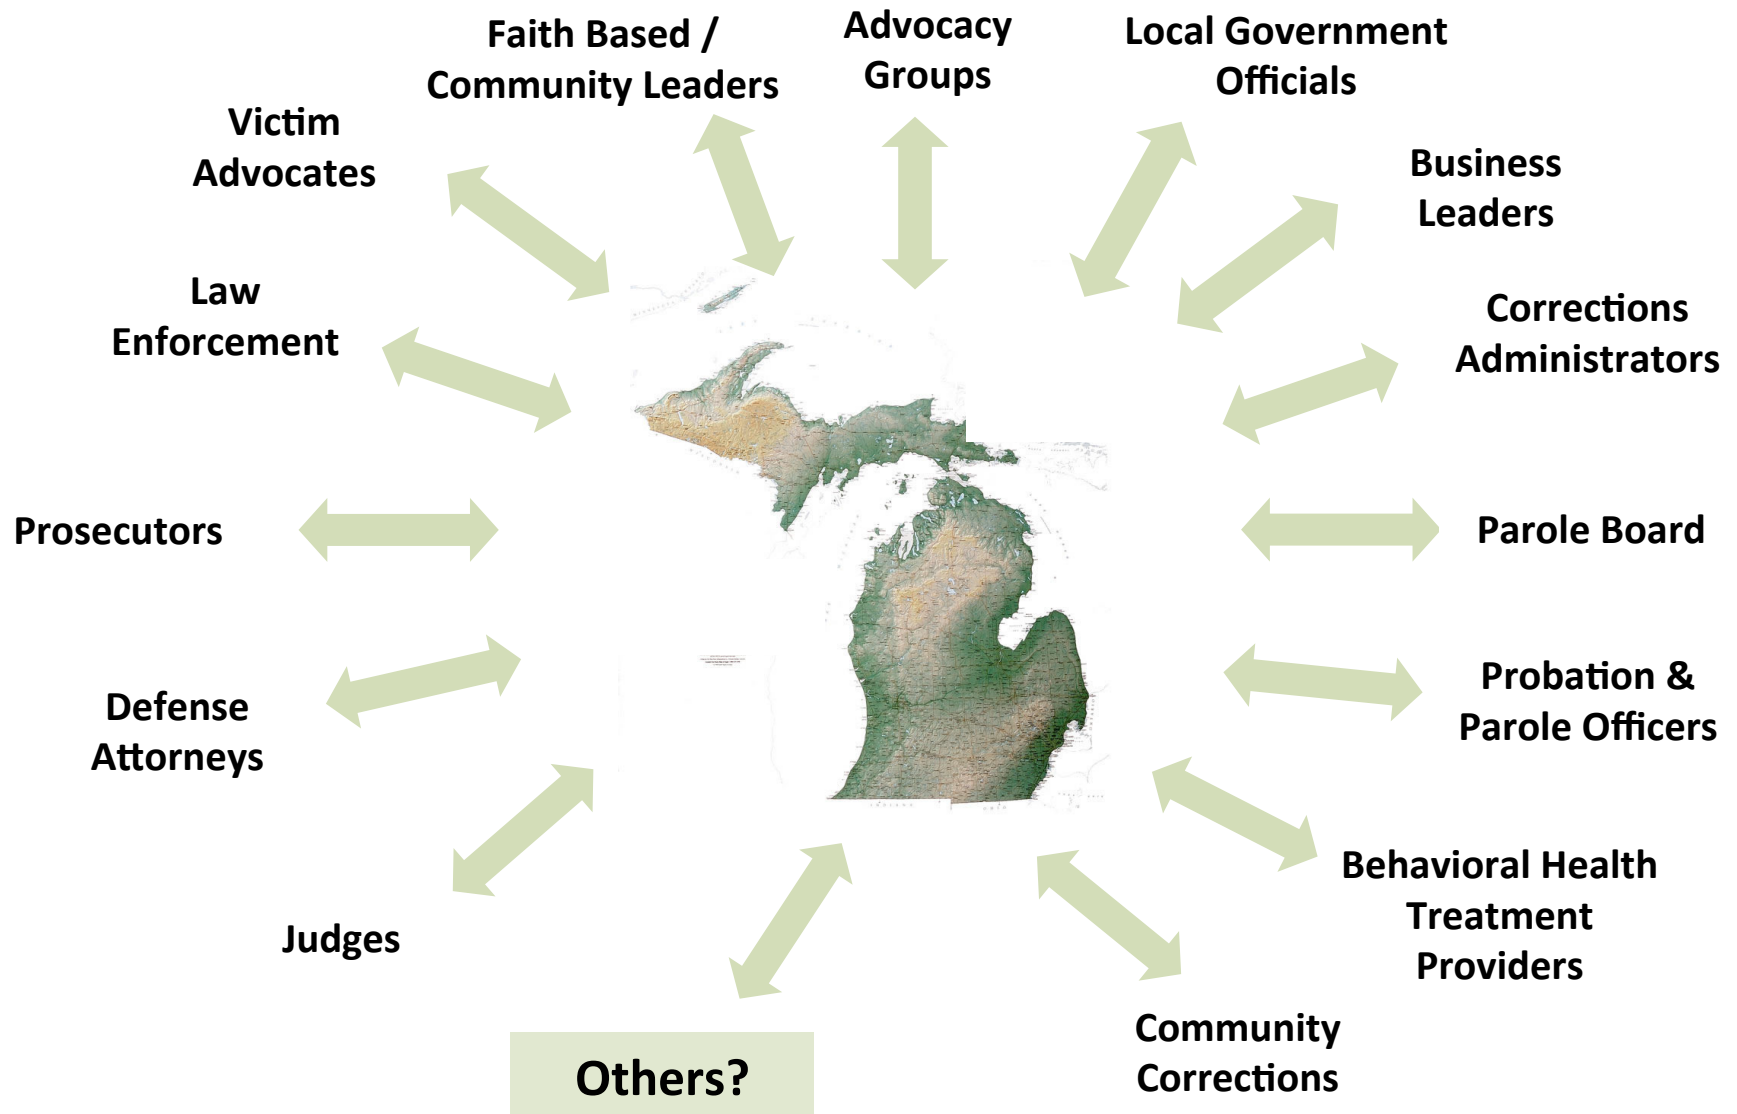 Faith Based /
Community Leaders
Advocacy
Groups
Local Government
Officials
Victim
Advocates
Business
Leaders
Law
Enforcement
Corrections
Administrators
Prosecutors
Parole Board
Defense
Attorneys
Probation &
Parole Officers
Judges
Behavioral Health
Treatment
Providers
Others?
Community
Corrections